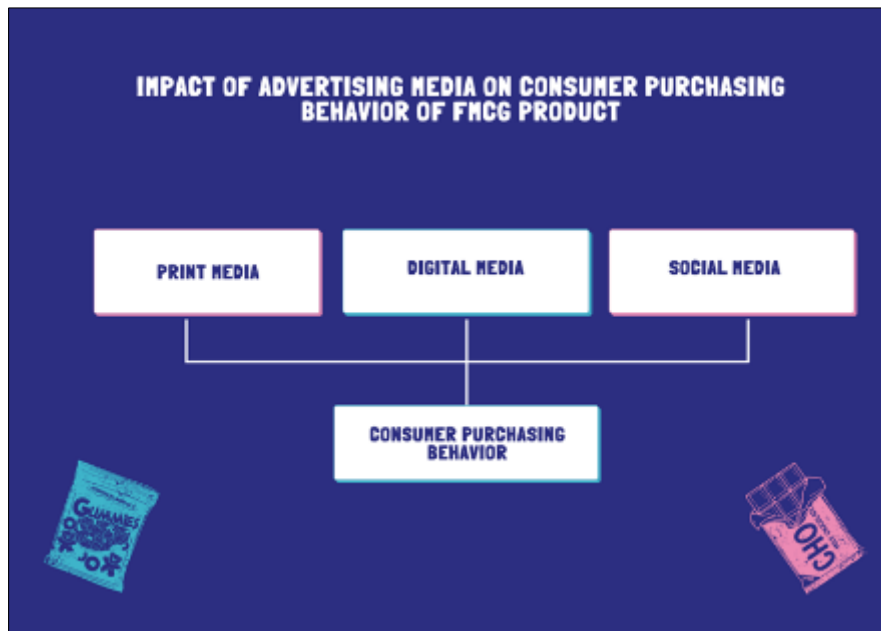 IMPACT OF ADVERTISING MEDIA ON CONSUMER PURCHASING
BEHAVIOR OF FMCG PRODUCT
PRINT MEDIA
DIGITAL MEDIA
SOCIAL MEDIA
CONSUMER PURCHASING
BEHAVIOR
GUMMIES
CHO